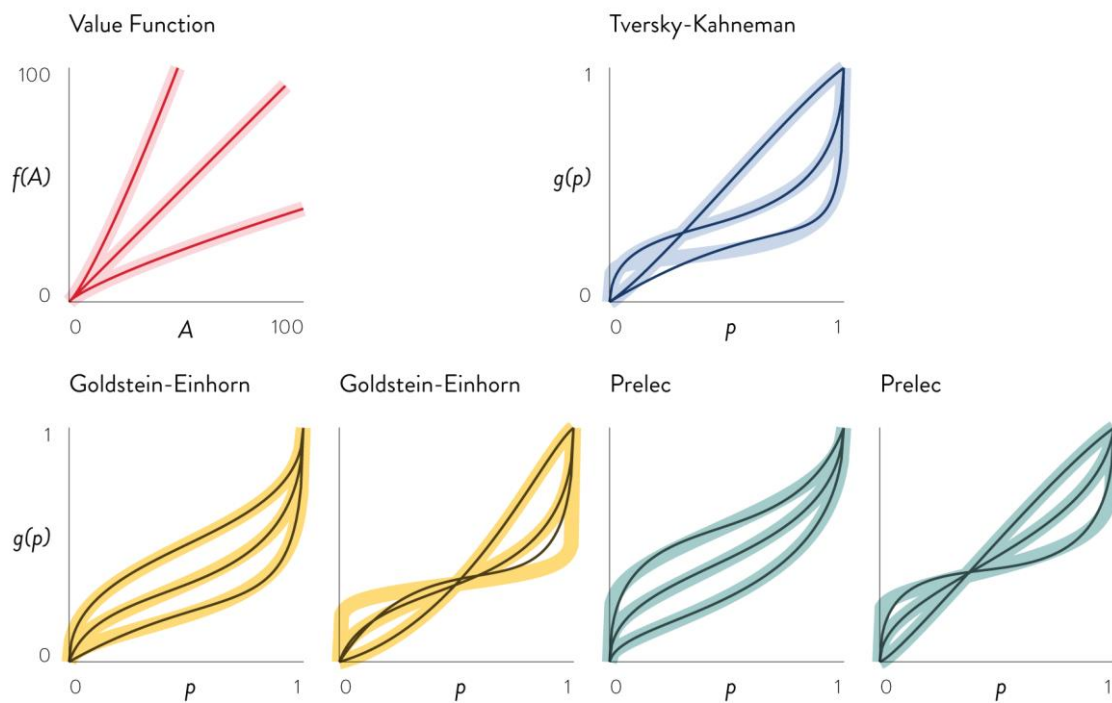 Value Function
100
f(A)
0
0
A
100
Tversky-Kahneman
1
g(p)
0
0
p
1
Goldstein-Einhorn
1
g(p)
0
0
p
1
Goldstein-Einhorn
0
p
1
Prelec
0
p
1
Prelec
0
p
1